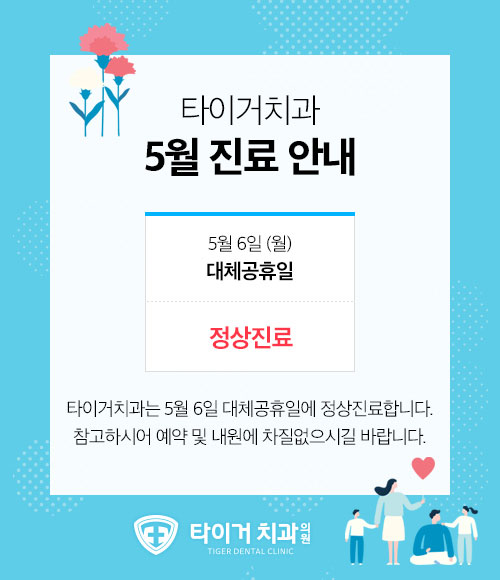 타이거치과
5월 진료 안내
5월 6일 (월)
대체공휴일
정상진료
타이거치과는 5월 6일 대체공휴일에 정상진료합니다.
참고하시어 예약 및 내원에 차질없으시길 바랍니다.
타이거 치과의원
TIGER DENTAL CLINIC